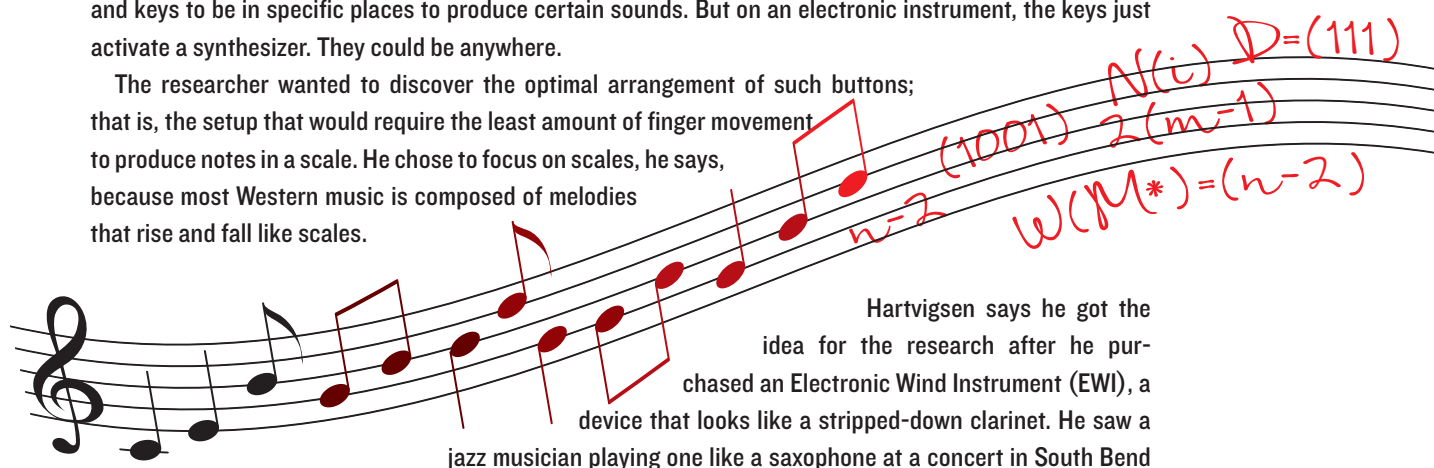 and keys to be in specific places to produce certain sounds. But on an electronic instrument, the keys just
activate a synthesizer. They could be anywhere.
The researcher wanted to discover the optimal arrangement of such buttons;
that is, the setup that would require the least amount of finger movement
to produce notes in a scale. He chose to focus on scales, he says,
because most Western music is composed of melodies
that rise and fall like scales.
N(i) D=(111)
(1001) 2(m-1)
n-2 W(M*)=(n-2)
Hartvigsen says he got the
idea for the research after he pur-
chased an Electronic Wind Instrument (EWI), a
device that looks like a stripped-down clarinet. He saw a
jazz musician playing one like a saxophone at a concert in South Bend